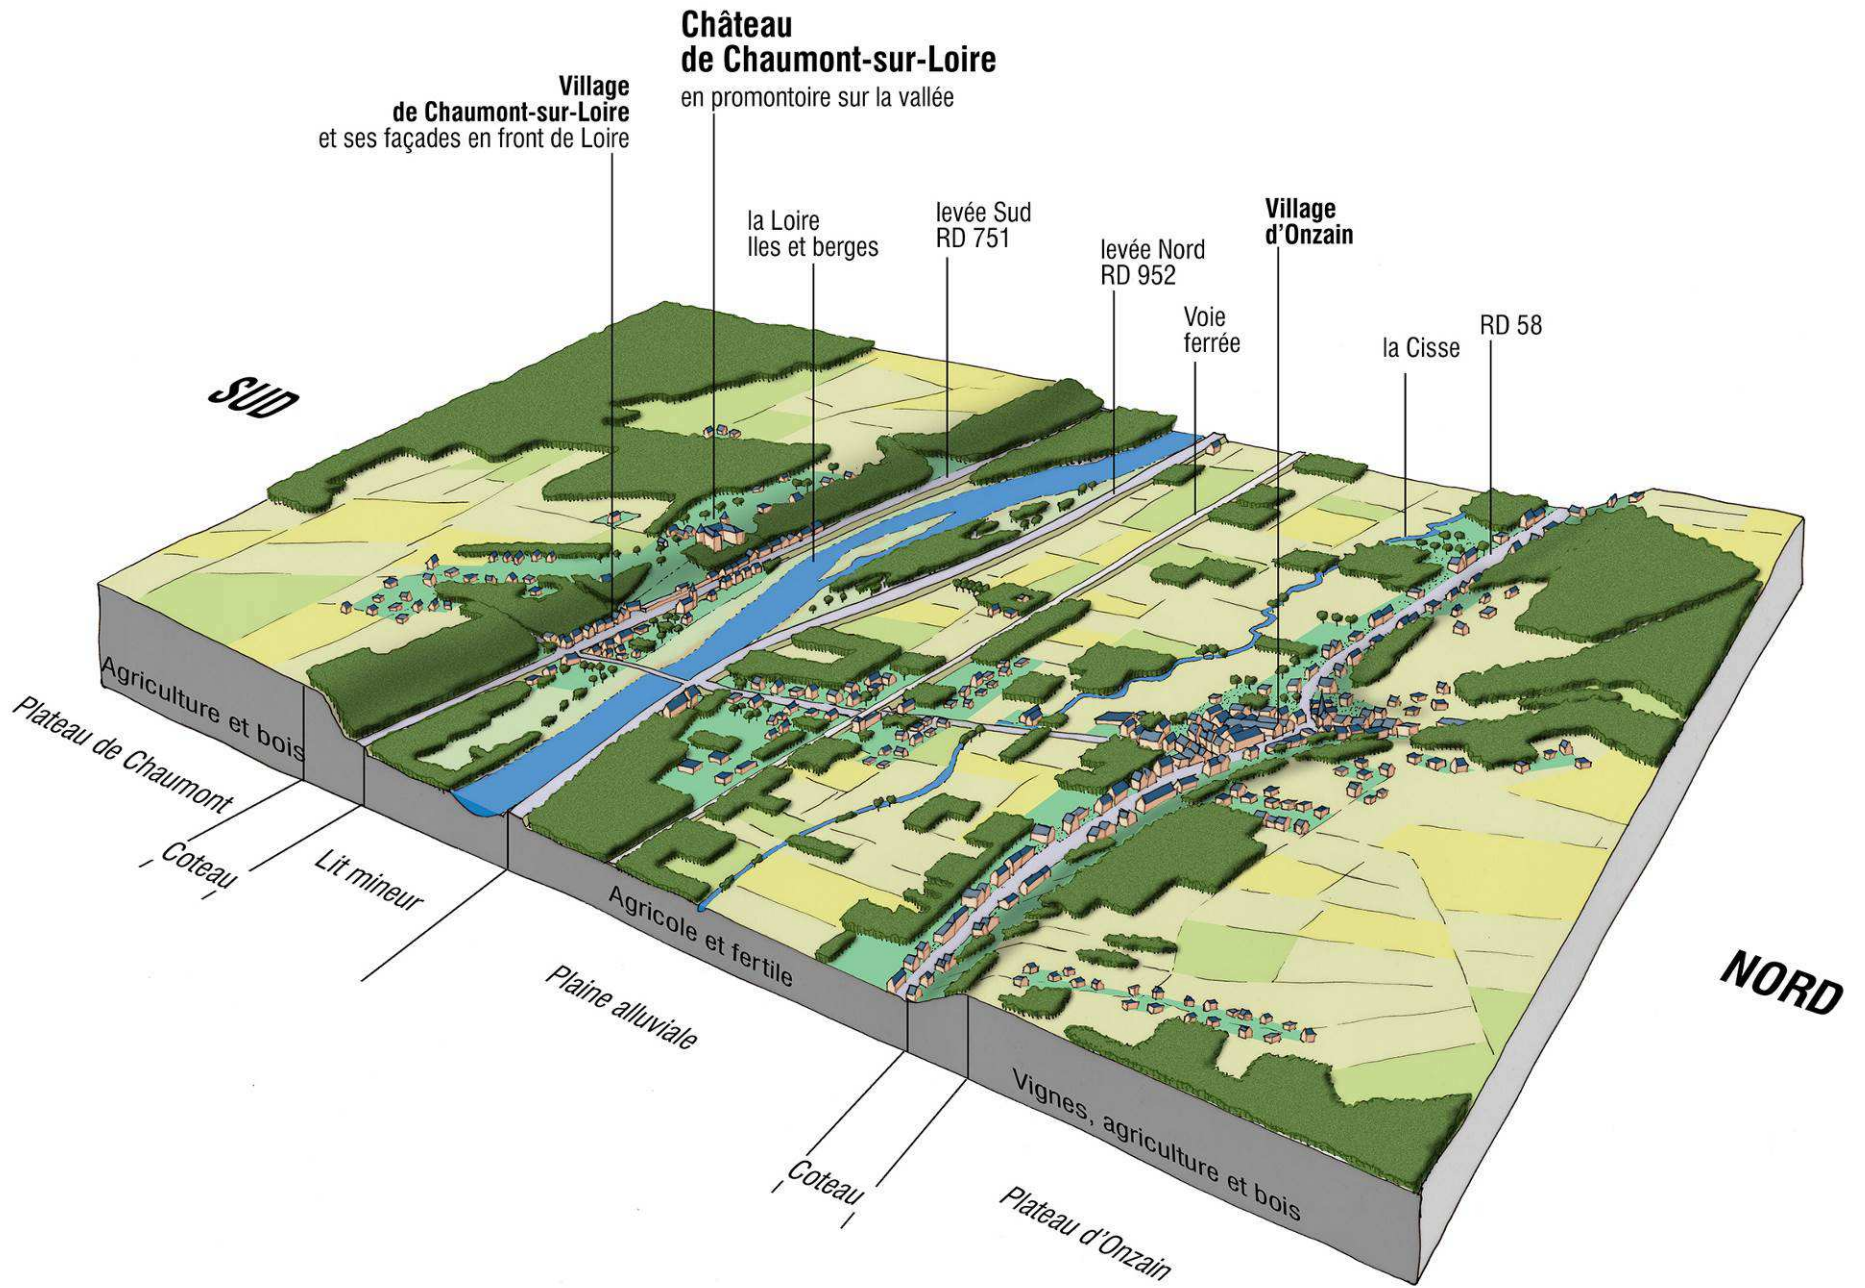 Château
de Chaumont-sur-Loire
en promontoire sur la vallée
Village
de Chaumont-sur-Loire
et ses façades en front de Loire
la Loire
Iles et berges
levée Sud
RD 751
levée Nord
RD 952
Village
d'Onzain
Voie
ferrée
la Cisse
RD 58
SUD
NORD
Agriculture et bois
Plateau de Chaumont
Coteau
Lit mineur
Agricole et fertile
Plaine alluviale
Coteau
Vignes, agriculture et bois
Plateau d'Onzain